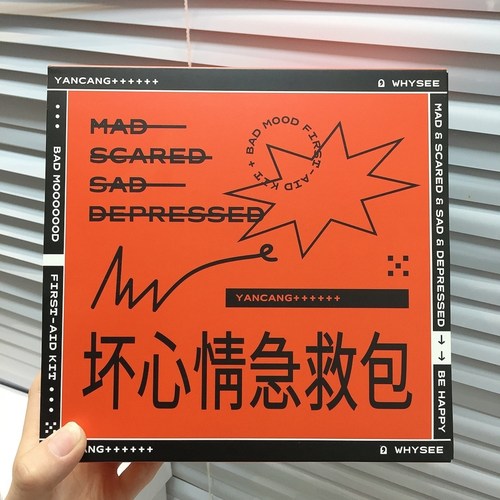 YANCANG++++++
WHYSEE
BAD MOOOOOOD
FIRST-AID KIT
MAD
SCARED
SAD
DEPRESSED
BAD MOOD FIRST-AID KIT +
YANCANG++++++
坏心情急救包
MAD & SCARED & SAD & DEPRESSED →→ BE HAPPY
CANG++++++
WHYSEE